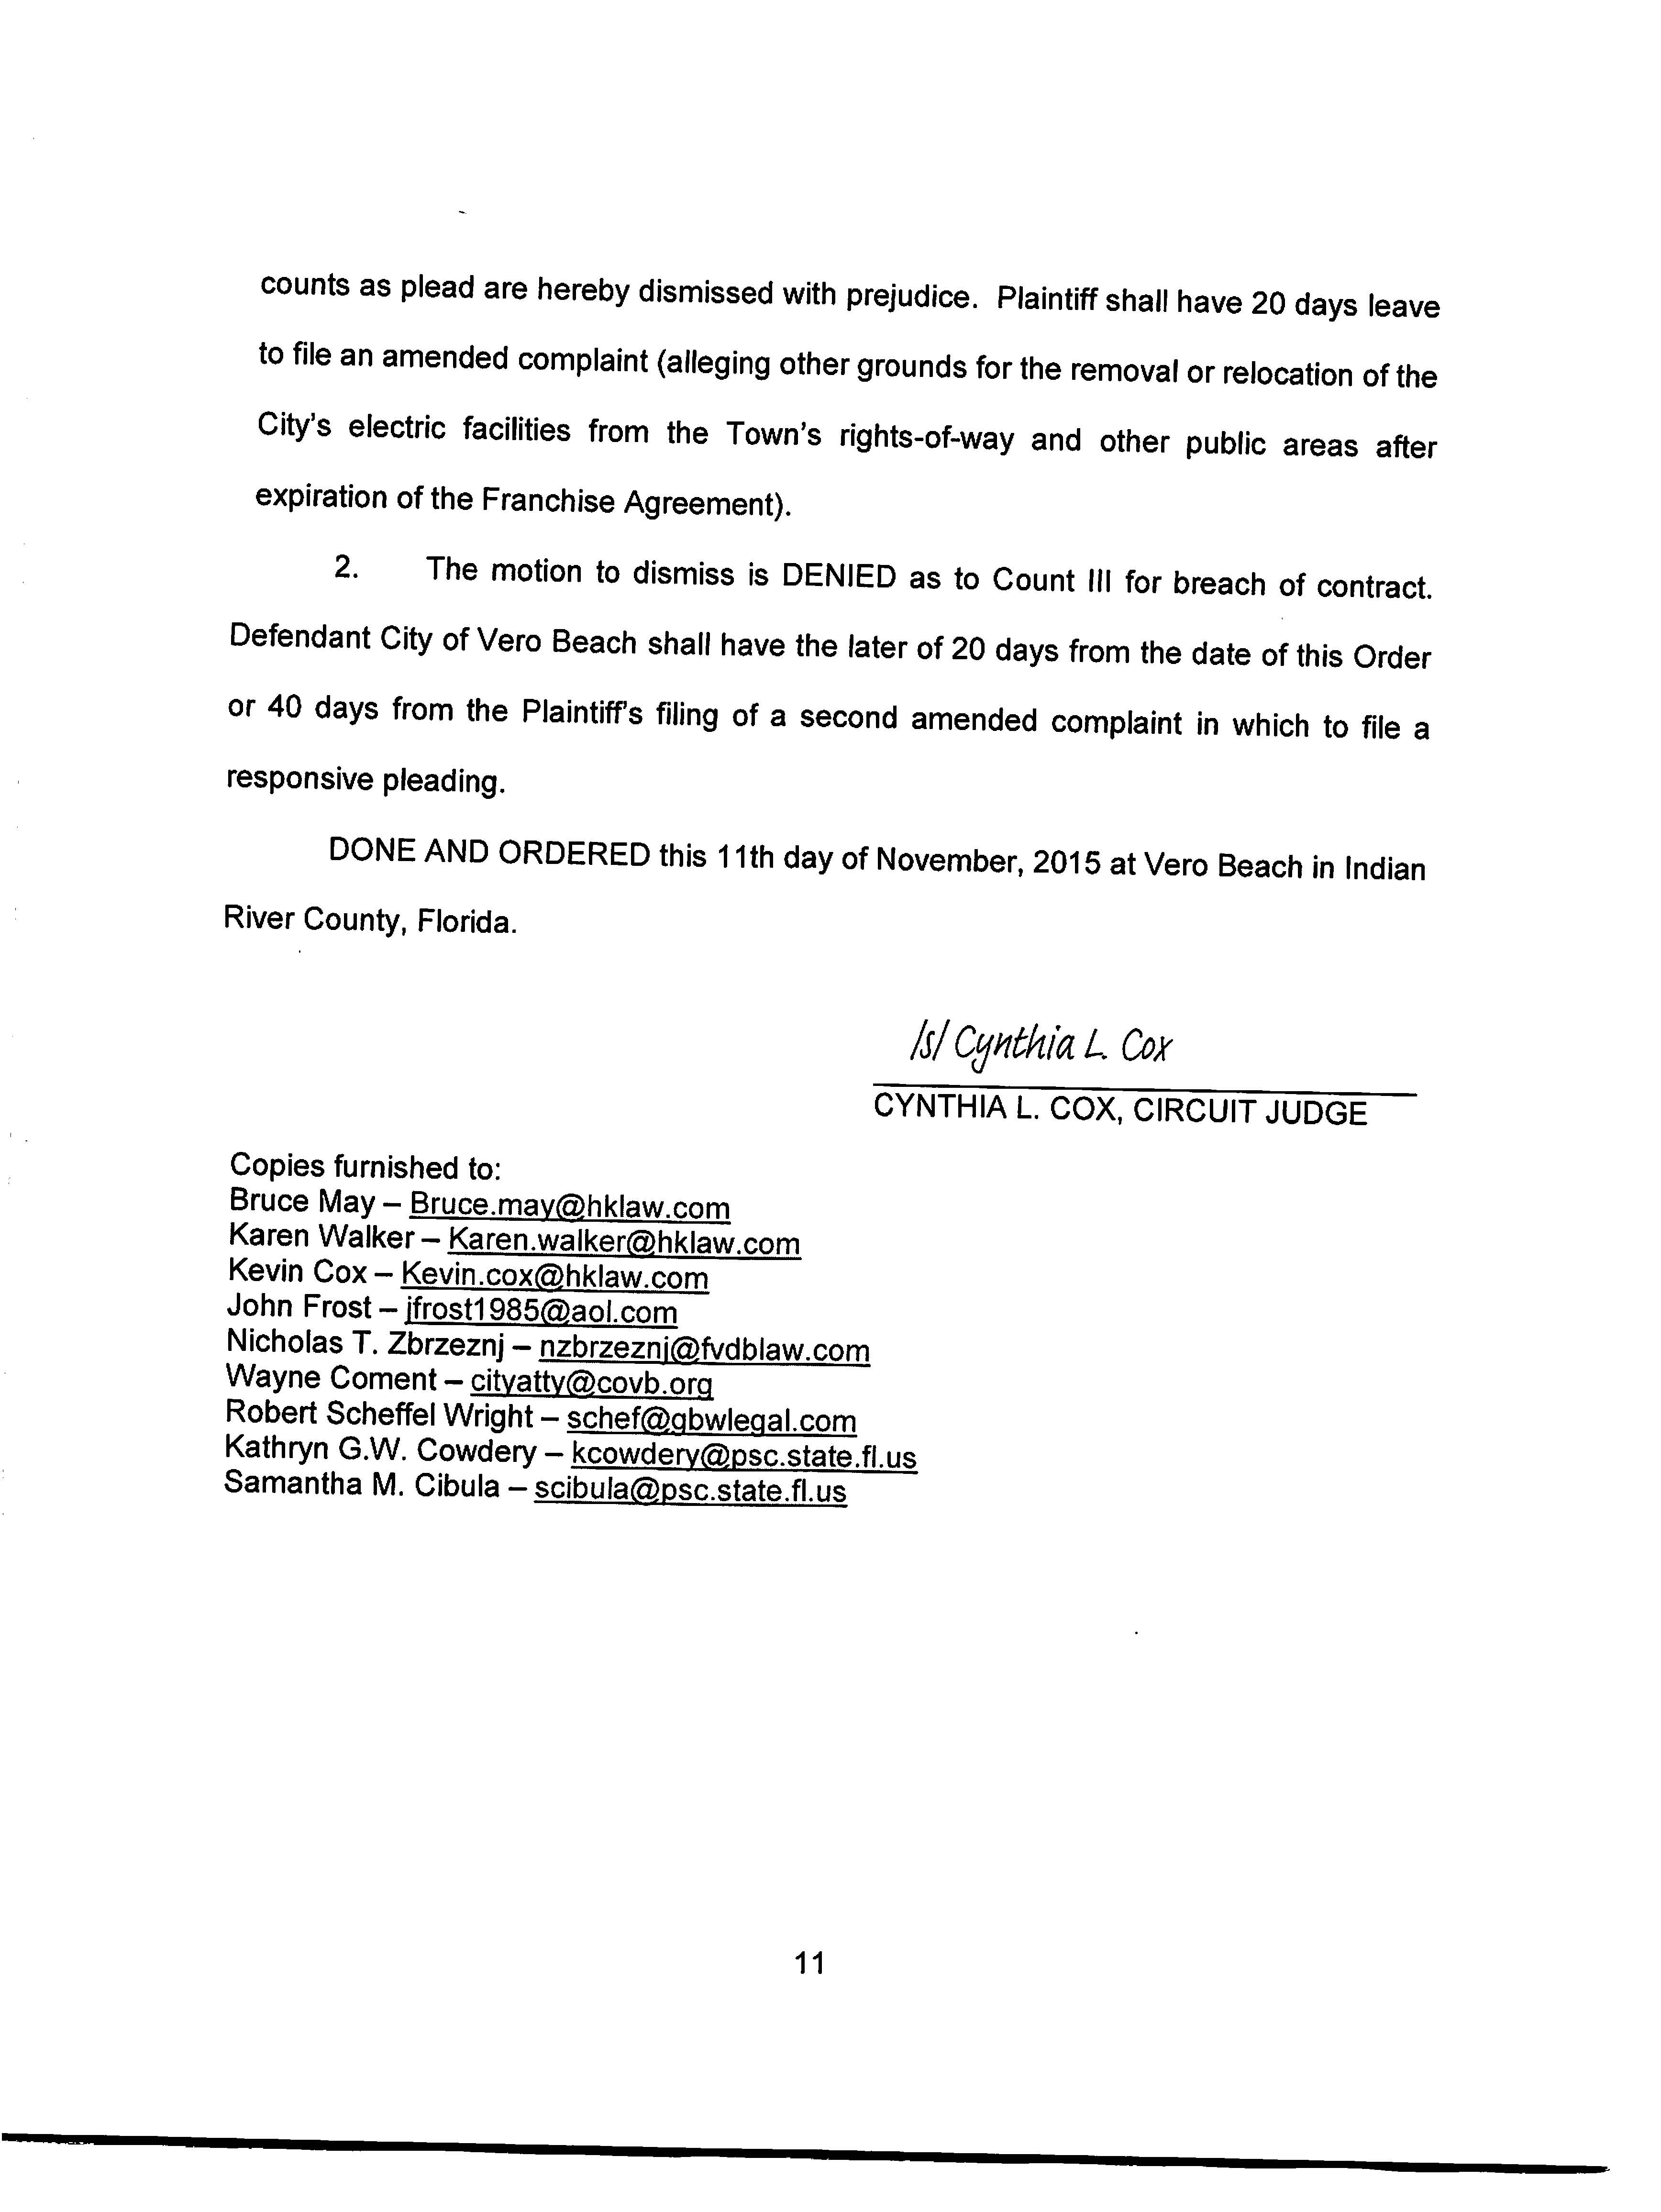 counts as plead are hereby dismissed with prejudice. Plaintiff shall have 20 days leave
to file an amended complaint (alleging other grounds for the removal or relocation of the
City's electric facilities from the Town's rights-of-way and other public areas after
expiration of the Franchise Agreement).
2. The motion to dismiss is DENIED as to Count III for breach of contract.
Defendant City of Vero Beach shall have the later of 20 days from the date of this Order
or 40 days from the Plaintiff's filing of a second amended complaint in which to file a
responsive pleading.
DONE AND ORDERED this 11th day of November, 2015 at Vero Beach in Indian
River County, Florida.
/s/ Cynthia L. Cox
CYNTHIA L. COX, CIRCUIT JUDGE
Copies furnished to:
Bruce May – Bruce.may@hklaw.com
Karen Walker – Karen.walker@hklaw.com
Kevin Cox – Kevin.cox@hklaw.com
John Frost – jfrost1985@aol.com
Nicholas T. Zbrzeznj – nzbrzeznj@fvdblaw.com
Wayne Coment – cityatty@covb.org
Robert Scheffel Wright – schef@gbwlegal.com
Kathryn G.W. Cowdery – kcowdery@psc.state.fl.us
Samantha M. Cibula – scibula@psc.state.fl.us
11